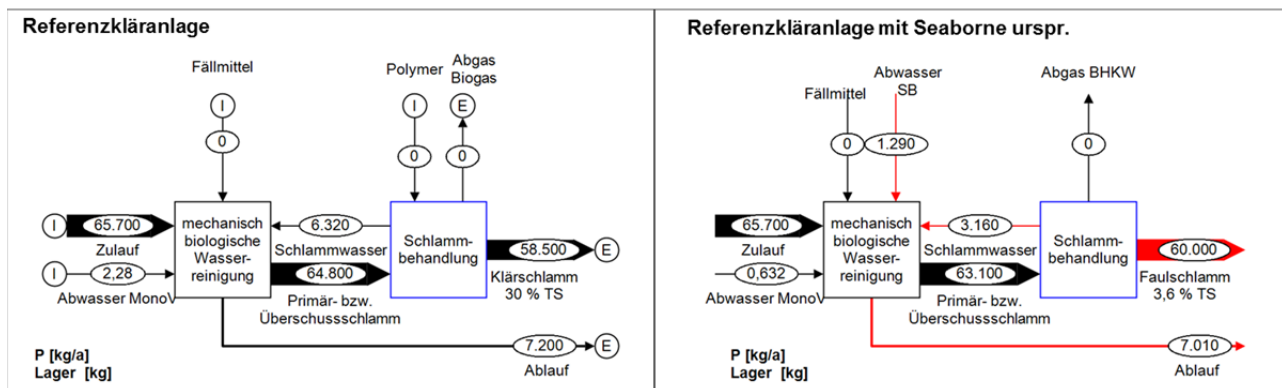 Referenzkläranlage
Fällmittel
Polymer
Abgas
Biogas
I
I
E
0
0
0
I
65.700
Zulauf
I
2,28
Abwasser MonoV
mechanisch
biologische
Wasser-
reinigung
6.320
Schlammwasser
64.800
Primär- bzw.
Überschussschlamm
Schlamm-
behandlung
58.500
E
Klärschlamm
30 % TS
7.200
E
Ablauf
P [kg/a]
Lager [kg]
Referenzkläranlage mit Seaborne urspr.
Fällmittel
Abwasser
SB
Abgas BHKW
0
1.290
0
65.700
Zulauf
0,632
Abwasser MonoV
mechanisch
biologische
Wasser-
reinigung
3.160
Schlammwasser
63.100
Primär- bzw.
Überschussschlamm
Schlamm-
behandlung
60.000
Faulschlamm
3,6 % TS
7.010
Ablauf
P [kg/a]
Lager [kg]